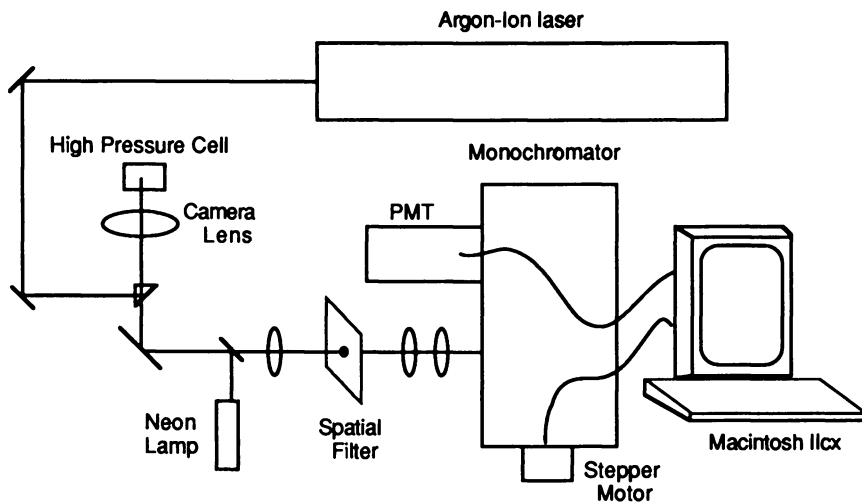 Argon-Ion laser
High Pressure Cell
Monochromator
Camera
Lens
PMT
Neon
Lamp
Spatial
Filter
Stepper
Motor
Macintosh IIcx